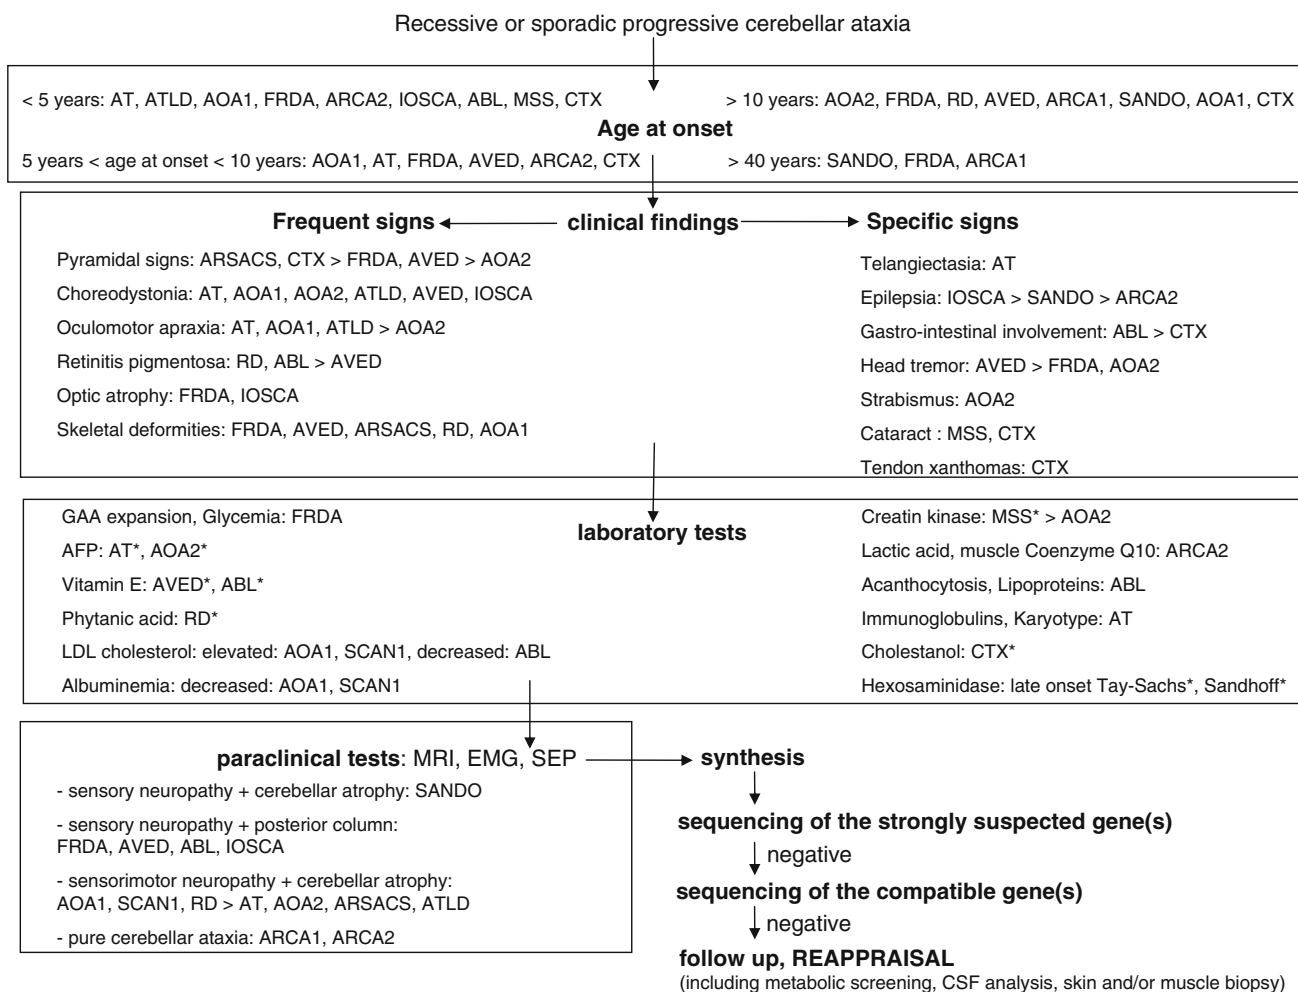 Recessive or sporadic progressive cerebellar ataxia
< 5 years: AT, ATLD, AOA1, FRDA, ARCA2, IOSCA, ABL, MSS, CTX
> 10 years: AOA2, FRDA, RD, AVED, ARCA1, SANDO, AOA1, CTX
Age at onset
5 years < age at onset < 10 years: AOA1, AT, FRDA, AVED, ARCA2, CTX
> 40 years: SANDO, FRDA, ARCA1
Frequent signs
clinical findings
Specific signs
Pyramidal signs: ARSACS, CTX > FRDA, AVED > AOA2
Choreodystonia: AT, AOA1, AOA2, ATLD, AVED, IOSCA
Oculomotor apraxia: AT, AOA1, ATLD > AOA2
Retinitis pigmentosa: RD, ABL > AVED
Optic atrophy: FRDA, IOSCA
Skeletal deformities: FRDA, AVED, ARSACS, RD, AOA1
Telangiectasia: AT
Epilepsia: IOSCA > SANDO > ARCA2
Gastro-intestinal involvement: ABL > CTX
Head tremor: AVED > FRDA, AOA2
Strabismus: AOA2
Cataract : MSS, CTX
Tendon xanthomas: CTX
laboratory tests
GAA expansion, Glycemia: FRDA
AFP: AT*, AOA2*
Vitamin E: AVED*, ABL*
Phytanic acid: RD*
LDL cholesterol: elevated: AOA1, SCAN1, decreased: ABL
Albuminemia: decreased: AOA1, SCAN1
Creatin kinase: MSS* > AOA2
Lactic acid, muscle Coenzyme Q10: ARCA2
Acanthocytosis, Lipoproteins: ABL
Immunoglobulins, Karyotype: AT
Cholestanol: CTX*
Hexosaminidase: late onset Tay-Sachs*, Sandhoff*
paraclinical tests: MRI, EMG, SEP
- sensory neuropathy + cerebellar atrophy: SANDO
- sensory neuropathy + posterior column:
FRDA, AVED, ABL, IOSCA
- sensorimotor neuropathy + cerebellar atrophy:
AOA1, SCAN1, RD > AT, AOA2, ARSACS, ATLD
- pure cerebellar ataxia: ARCA1, ARCA2
synthesis
sequencing of the strongly suspected gene(s)
negative
sequencing of the compatible gene(s)
negative
follow up, REAPPRAISAL
(including metabolic screening, CSF analysis, skin and/or muscle biopsy)